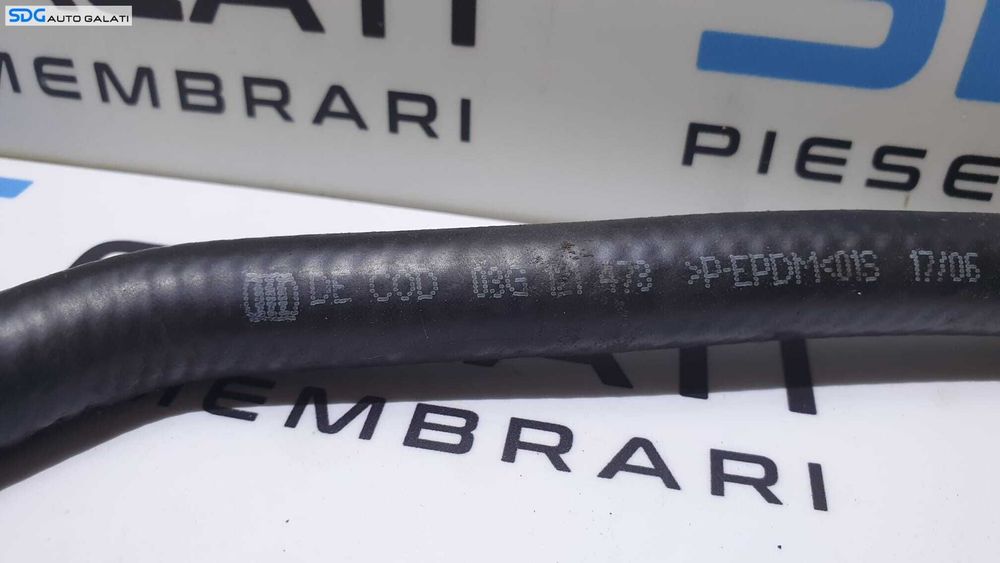 SDG AUTO GALATI
MEMBRARI
PIESE
DE COD 03G 121 473 >P-EPDM<01S 17/06
MEMBRARI